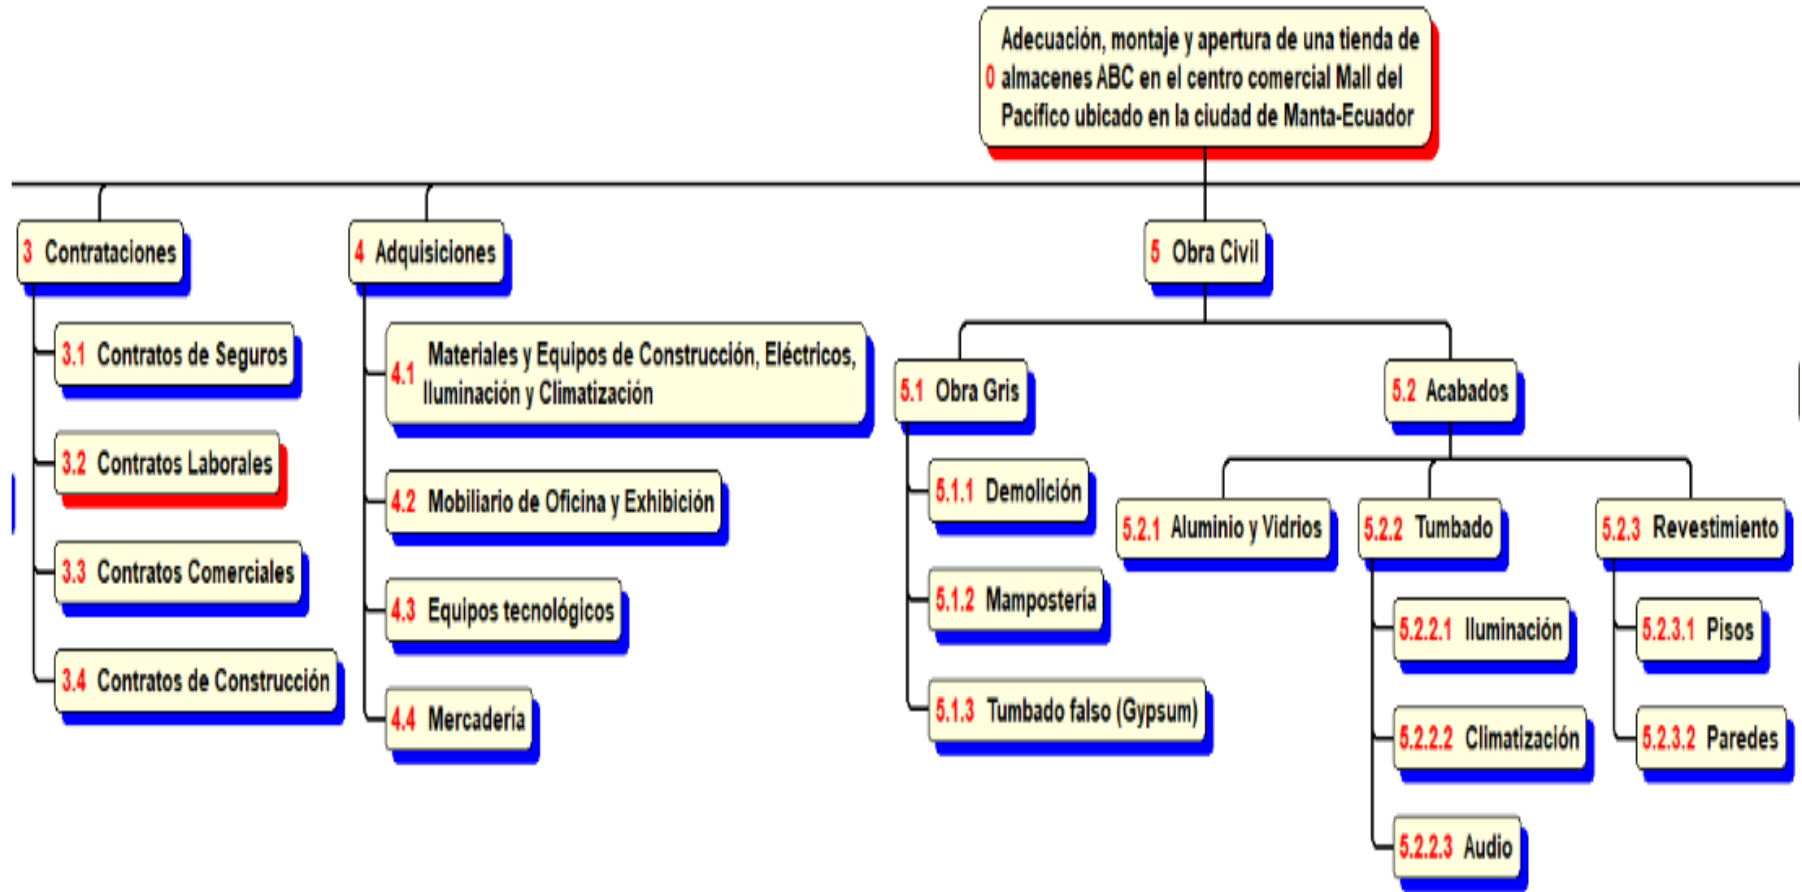 Adecuación, montaje y apertura de una tienda de
0 almacenes ABC en el centro comercial Mall del
Pacífico ubicado en la ciudad de Manta-Ecuador
3 Contrataciones
3.1 Contratos de Seguros
3.2 Contratos Laborales
3.3 Contratos Comerciales
3.4 Contratos de Construcción
4 Adquisiciones
4.1 Materiales y Equipos de Construcción, Eléctricos,
Iluminación y Climatización
4.2 Mobiliario de Oficina y Exhibición
4.3 Equipos tecnológicos
4.4 Mercadería
5 Obra Civil
5.1 Obra Gris
5.1.1 Demolición
5.1.2 Mampostería
5.1.3 Tumbado falso (Gypsum)
5.2 Acabados
5.2.1 Aluminio y Vidrios
5.2.2 Tumbado
5.2.2.1 Iluminación
5.2.2.2 Climatización
5.2.2.3 Audio
5.2.3 Revestimiento
5.2.3.1 Pisos
5.2.3.2 Paredes